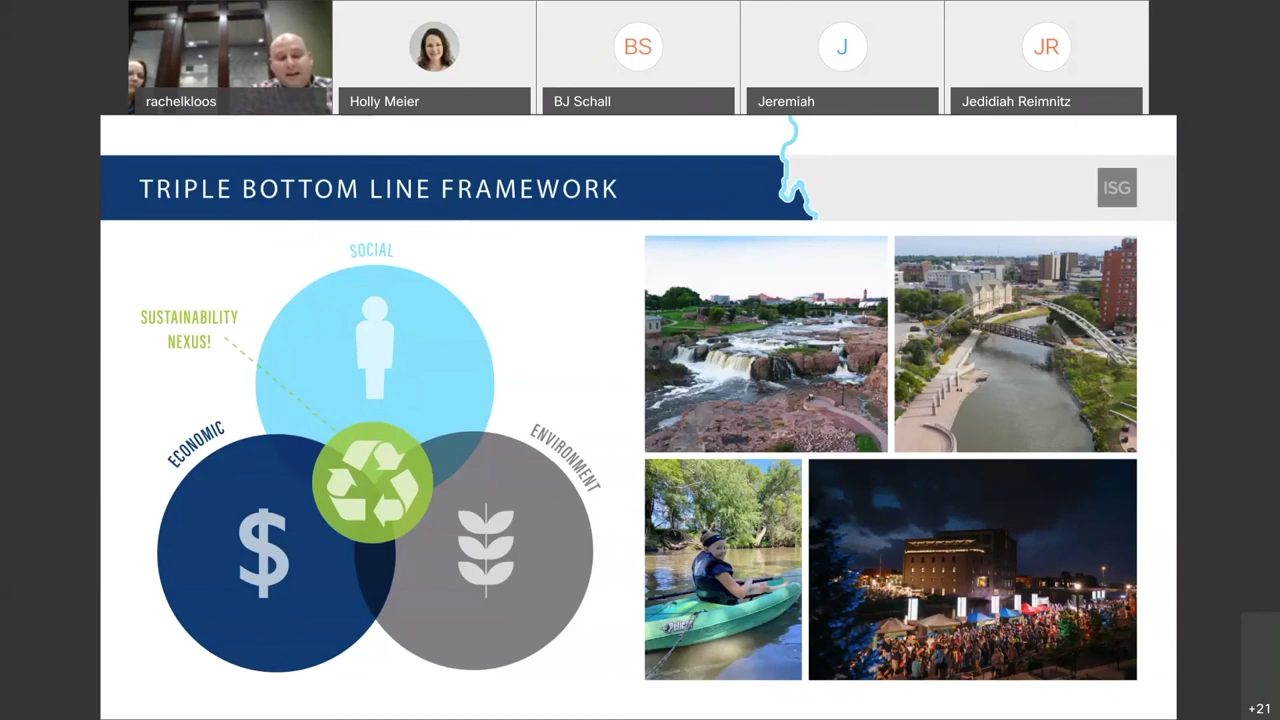 rachelkloos
Holly Meier
BS
BJ Schall
J
Jeremiah
JR
Jedidiah Reimnitz
TRIPLE BOTTOM LINE FRAMEWORK
ISG
SOCIAL
SUSTAINABILITY
NEXUS!
ECONOMIC
ENVIRONMENT
$
+21